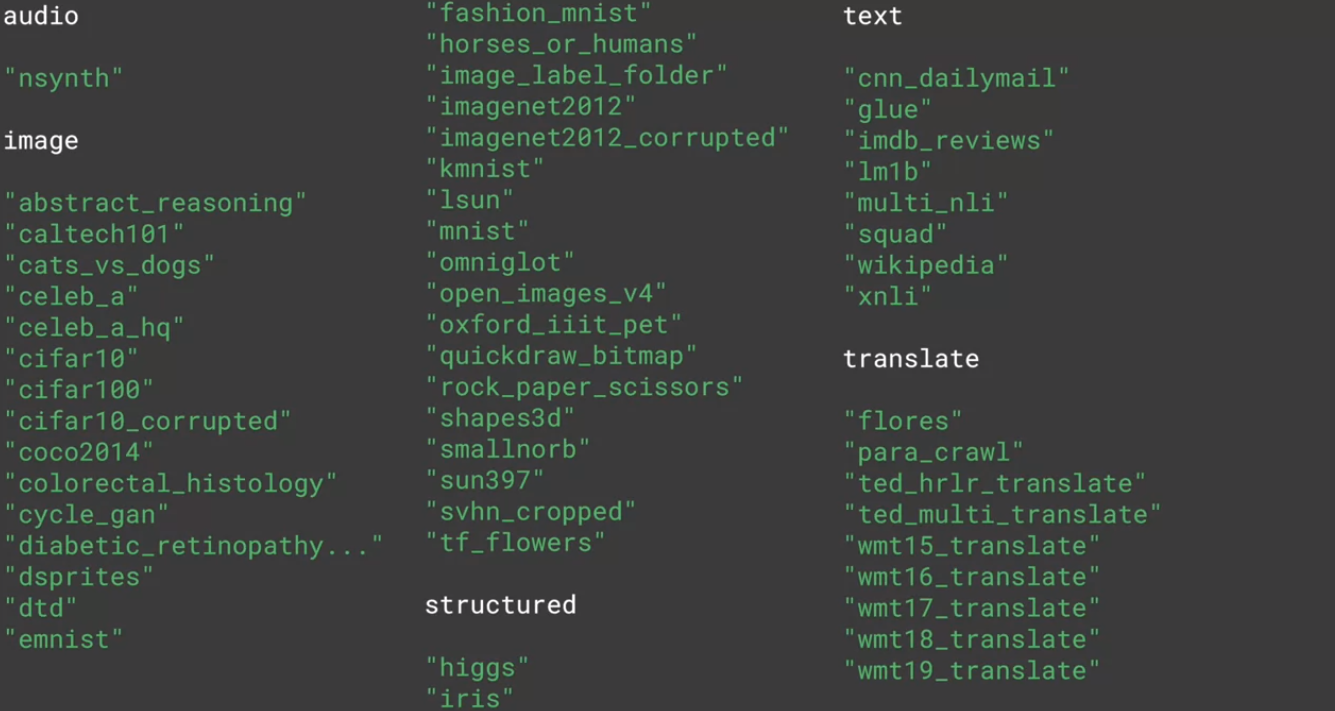 audio
"nsynth"
image
"abstract_reasoning"
"caltech101"
"cats_vs_dogs"
"celeb_a"
"celeb_a_hq"
"cifar10"
"cifar100"
"cifar10_corrupted"
"coco2014"
"colorectal_histology"
"cycle_gan"
"diabetic_retinopathy..."
"dsprites"
"dtd"
"emnist"
"fashion_mnist"
"horses_or_humans"
"image_label_folder"
"imagenet2012"
"imagenet2012_corrupted"
"kmnist"
"lsun"
"mnist"
"omniglot"
"open_images_v4"
"oxford_iiit_pet"
"quickdraw_bitmap"
"rock_paper_scissors"
"shapes3d"
"smallnorb"
"sun397"
"svhn_cropped"
"tf_flowers"
structured
"higgs"
"iris"
text
"cnn_dailymail"
"glue"
"imdb_reviews"
"lm1b"
"multi_nli"
"squad"
"wikipedia"
"xnli"
translate
"flores"
"para_crawl"
"ted_hrlr_translate"
"ted_multi_translate"
"wmt15_translate"
"wmt16_translate"
"wmt17_translate"
"wmt18_translate"
"wmt19_translate"